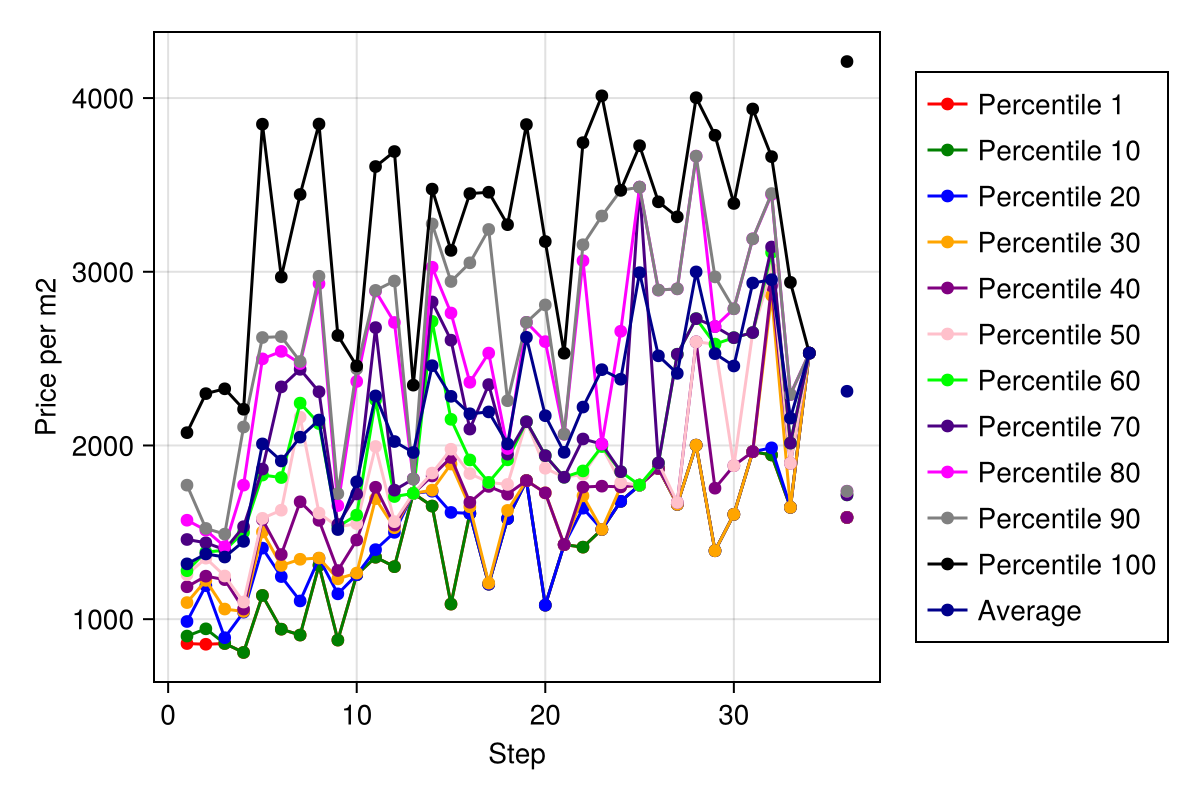 4000
3000
2000
1000
Price per m2
0 10 20 30
Step
Percentile 1
Percentile 10
Percentile 20
Percentile 30
Percentile 40
Percentile 50
Percentile 60
Percentile 70
Percentile 80
Percentile 90
Percentile 100
Average